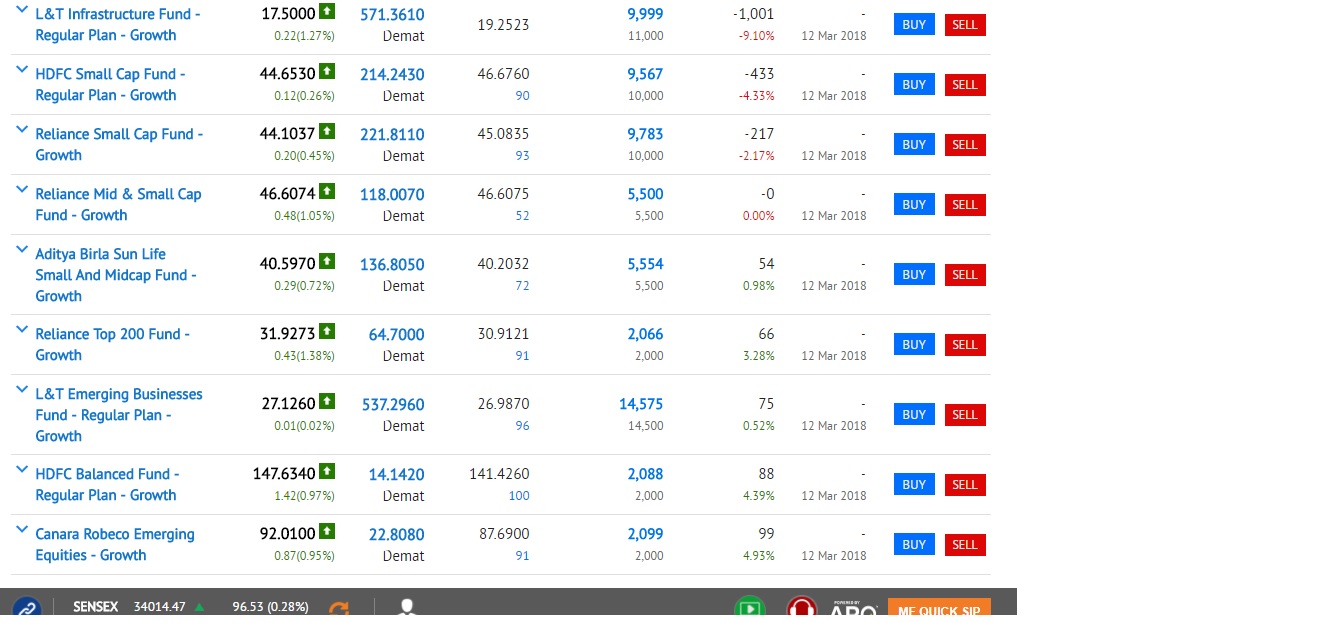 L&T Infrastructure Fund - 17.5000 571.3610 19.2523 9,999 -1,001 - BUY SELL
Regular Plan - Growth 0.22(1.27%) Demat 11,000 -9.10% 12 Mar 2018
HDFC Small Cap Fund - 44.6530 214.2430 46.6760 9,567 -433 - BUY SELL
Regular Plan - Growth 0.12(0.26%) Demat 90 10,000 -4.33% 12 Mar 2018
Reliance Small Cap Fund - 44.1037 221.8110 45.0835 9,783 -217 - BUY SELL
Growth 0.20(0.45%) Demat 93 10,000 -2.17% 12 Mar 2018
Reliance Mid & Small Cap 46.6074 118.0070 46.6075 5,500 -0 - BUY SELL
Fund - Growth 0.48(1.05%) Demat 52 5,500 0.00% 12 Mar 2018
Aditya Birla Sun Life
Small And Midcap Fund - 40.5970 136.8050 40.2032 5,554 54 - BUY SELL
Growth 0.29(0.72%) Demat 72 5,500 0.98% 12 Mar 2018
Reliance Top 200 Fund - 31.9273 64.7000 30.9121 2,066 66 - BUY SELL
Growth 0.43(1.38%) Demat 91 2,000 3.28% 12 Mar 2018
L&T Emerging Businesses
Fund - Regular Plan - 27.1260 537.2960 26.9870 14,575 75 - BUY SELL
Growth 0.01(0.02%) Demat 96 14,500 0.52% 12 Mar 2018
HDFC Balanced Fund - 147.6340 14.1420 141.4260 2,088 88 - BUY SELL
Regular Plan - Growth 1.42(0.97%) Demat 100 2,000 4.39% 12 Mar 2018
Canara Robeco Emerging 92.0100 22.8080 87.6900 2,099 99 - BUY SELL
Equities - Growth 0.87(0.95%) Demat 91 2,000 4.93% 12 Mar 2018
SENSEX 34014.47 96.53 (0.28%) POWERED BY ARQ MF QUICK SIP